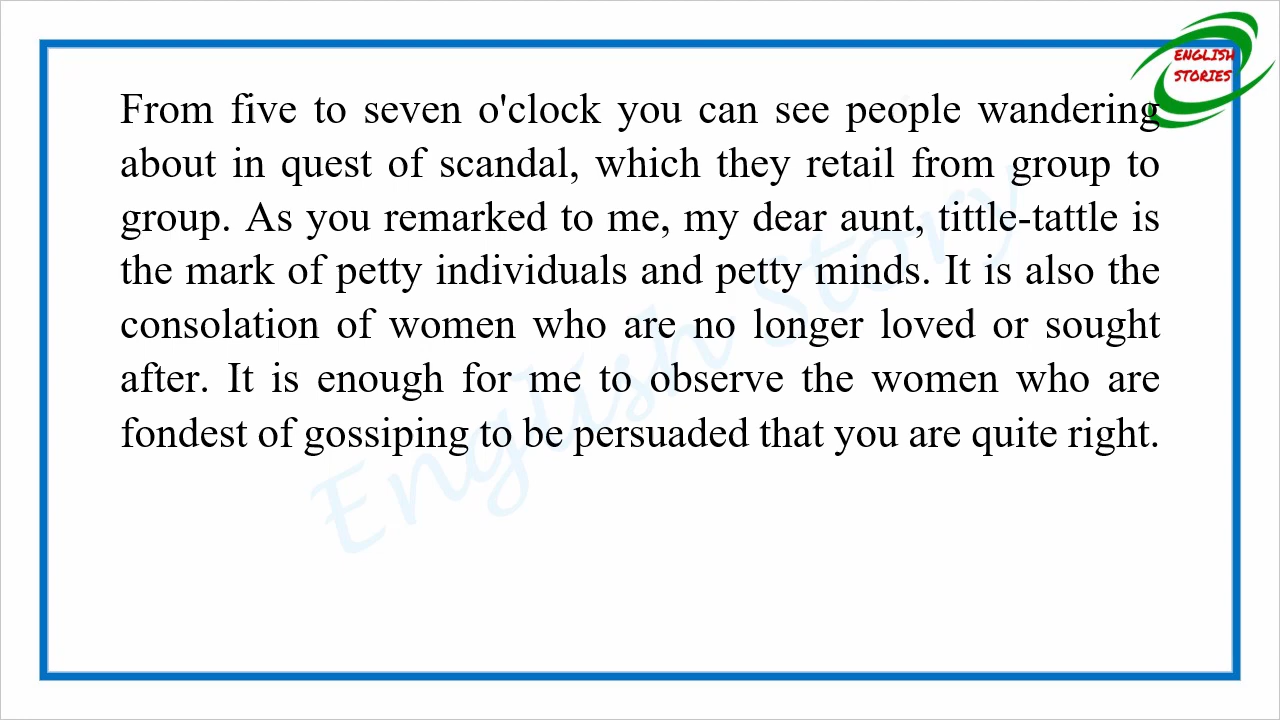 ENGLISH
STORIES
From five to seven o'clock you can see people wandering
about in quest of scandal, which they retail from group to
group. As you remarked to me, my dear aunt, tittle-tattle is
the mark of petty individuals and petty minds. It is also the
consolation of women who are no longer loved or sought
after. It is enough for me to observe the women who are
fondest of gossiping to be persuaded that you are quite right.
English Story